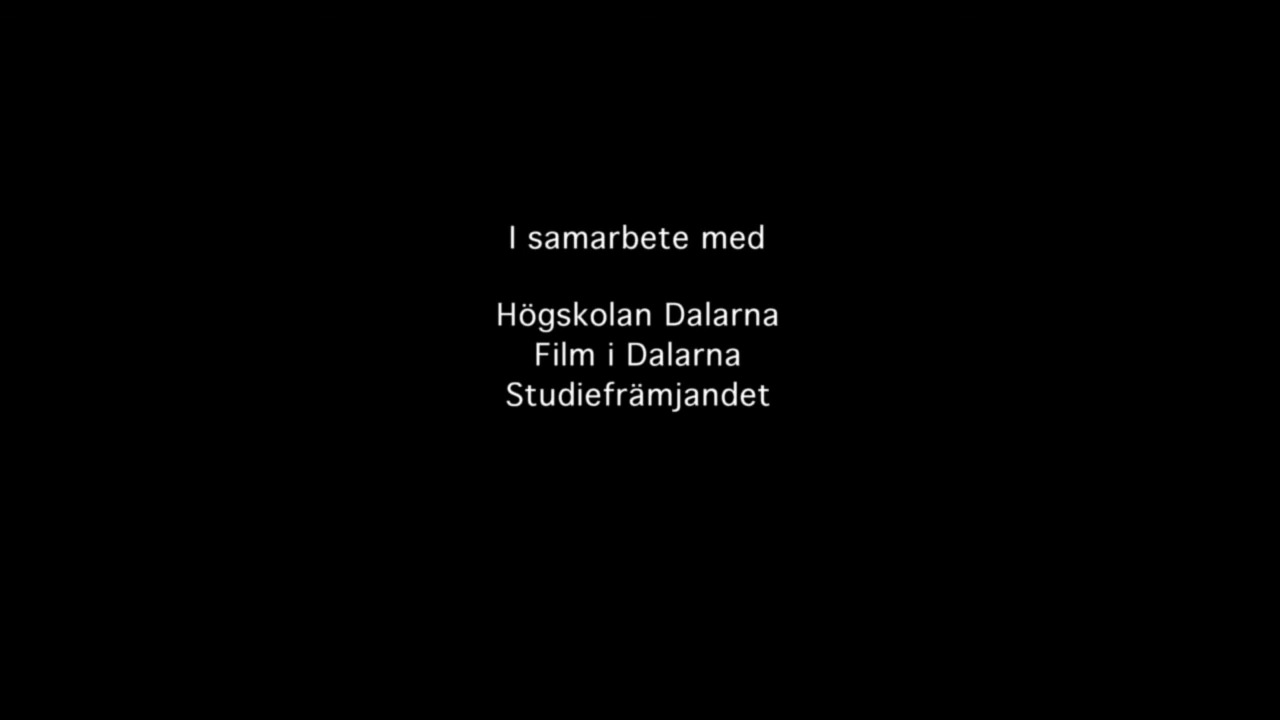 I samarbete med
Högskolan Dalarna
Film i Dalarna
Studiefrämjandet